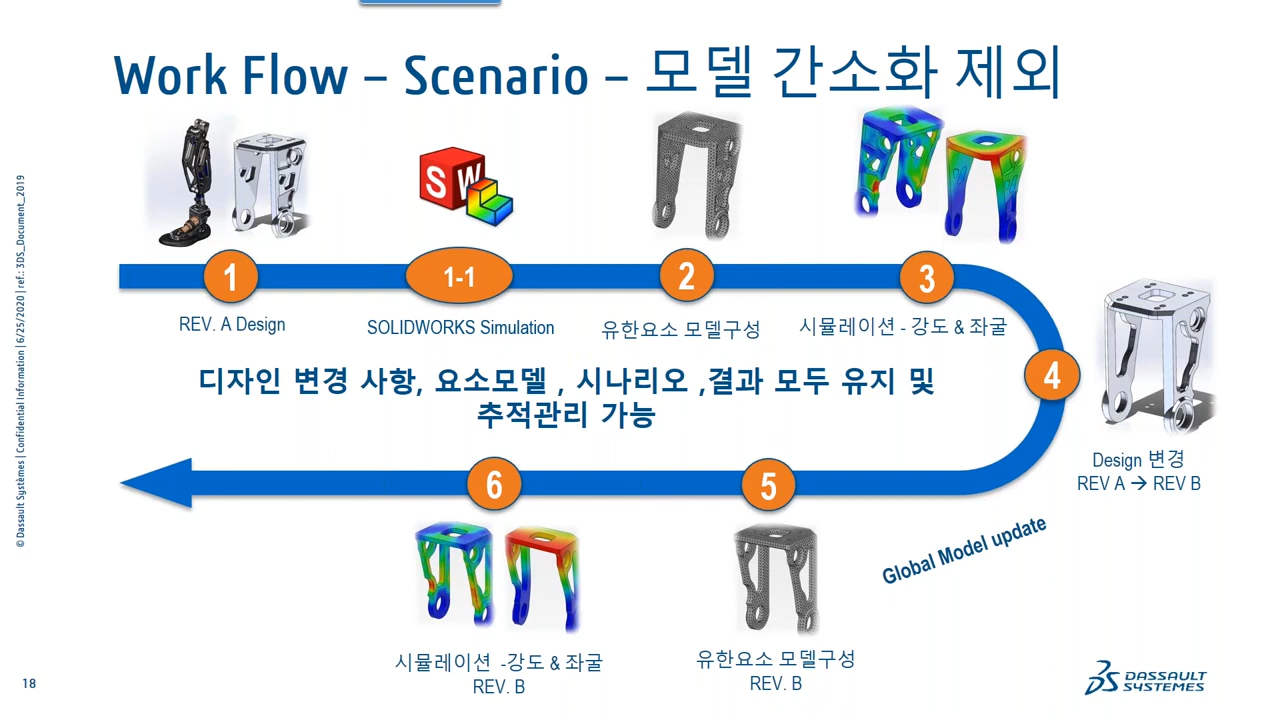 Work Flow – Scenario – 모델 간소화 제외
S W
1
1-1
2
3
REV. A Design
SOLIDWORKS Simulation
유한요소 모델구성
시뮬레이션 - 강도 & 좌굴
디자인 변경 사항, 요소모델 , 시나리오 ,결과 모두 유지 및
추적관리 가능
4
Design 변경
REV A → REV B
6
5
Global Model update
시뮬레이션 -강도 & 좌굴
REV. B
유한요소 모델구성
REV. B
© Dassault Systèmes | Confidential Information | 6/25/2020 | ref.: 3DS_Document_2019
18
DASSAULT
SYSTEMES